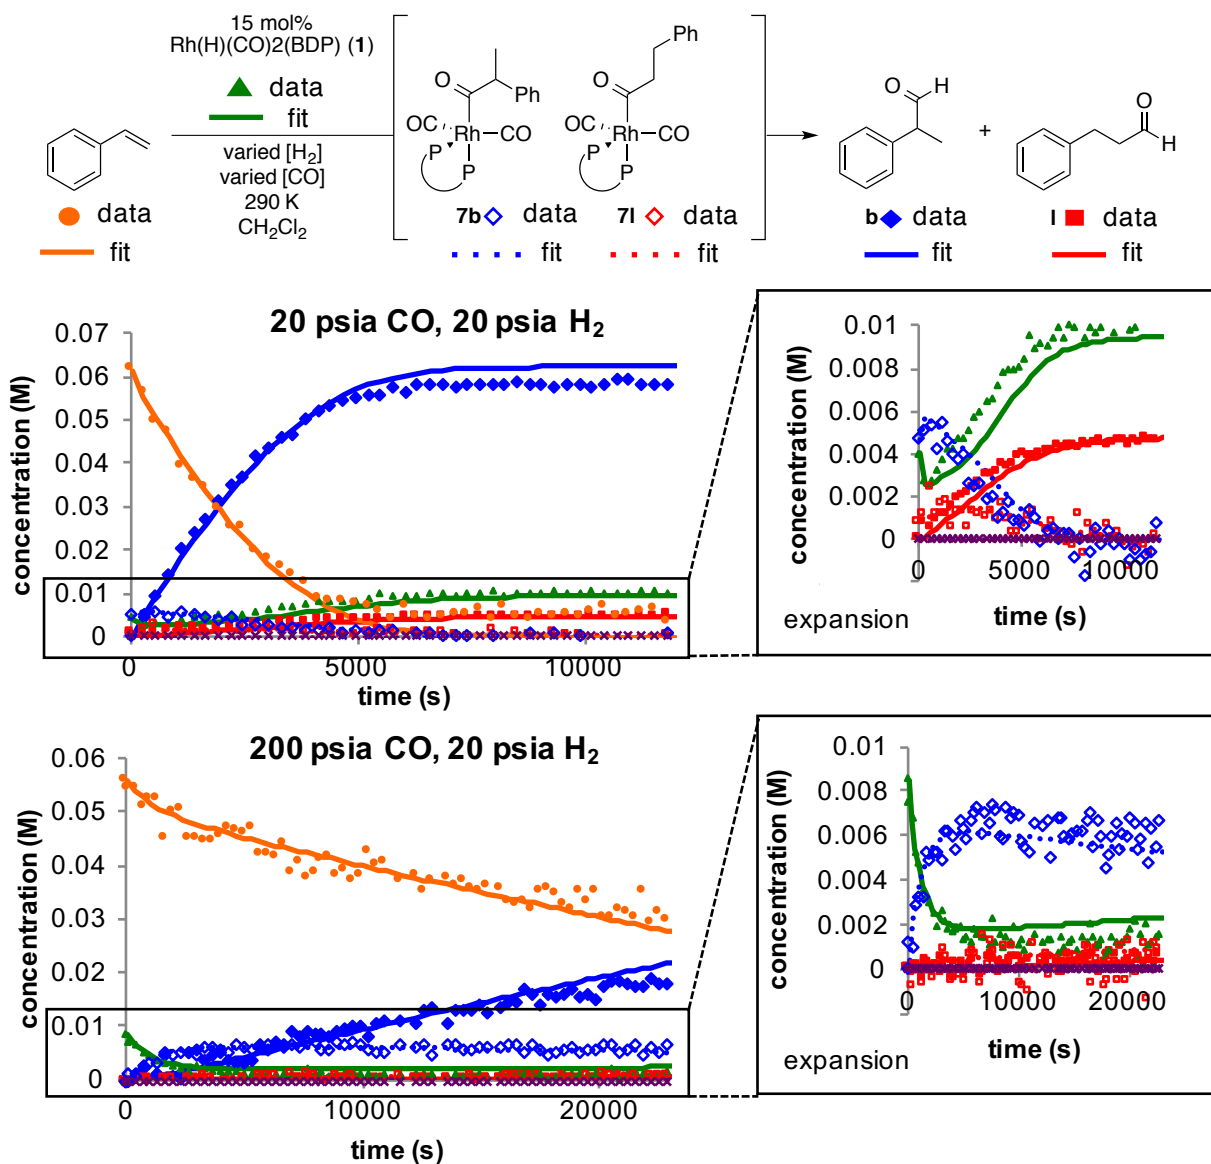 15 mol%
Rh(H)(CO)2(BDP) (1)
data
fit
varied [H2]
varied [CO]
290 K
CH2Cl2
data
fit
O
Ph
OC
Rh
CO
P
P
7b data
fit
Ph
O
OC
Rh
CO
P
P
7l data
fit
O
H
b data
fit
+
O
H
l data
fit
20 psia CO, 20 psia H2
concentration (M)
0.07
0.06
0.05
0.04
0.03
0.02
0.01
0
0 5000 10000
time (s)
concentration (M)
0.01
0.008
0.006
0.004
0.002
0
0 5000 10000
time (s)
expansion
200 psia CO, 20 psia H2
concentration (M)
0.06
0.05
0.04
0.03
0.02
0.01
0
0 10000 20000
time (s)
concentration (M)
0.01
0.008
0.006
0.004
0.002
0
0 10000 20000
time (s)
expansion